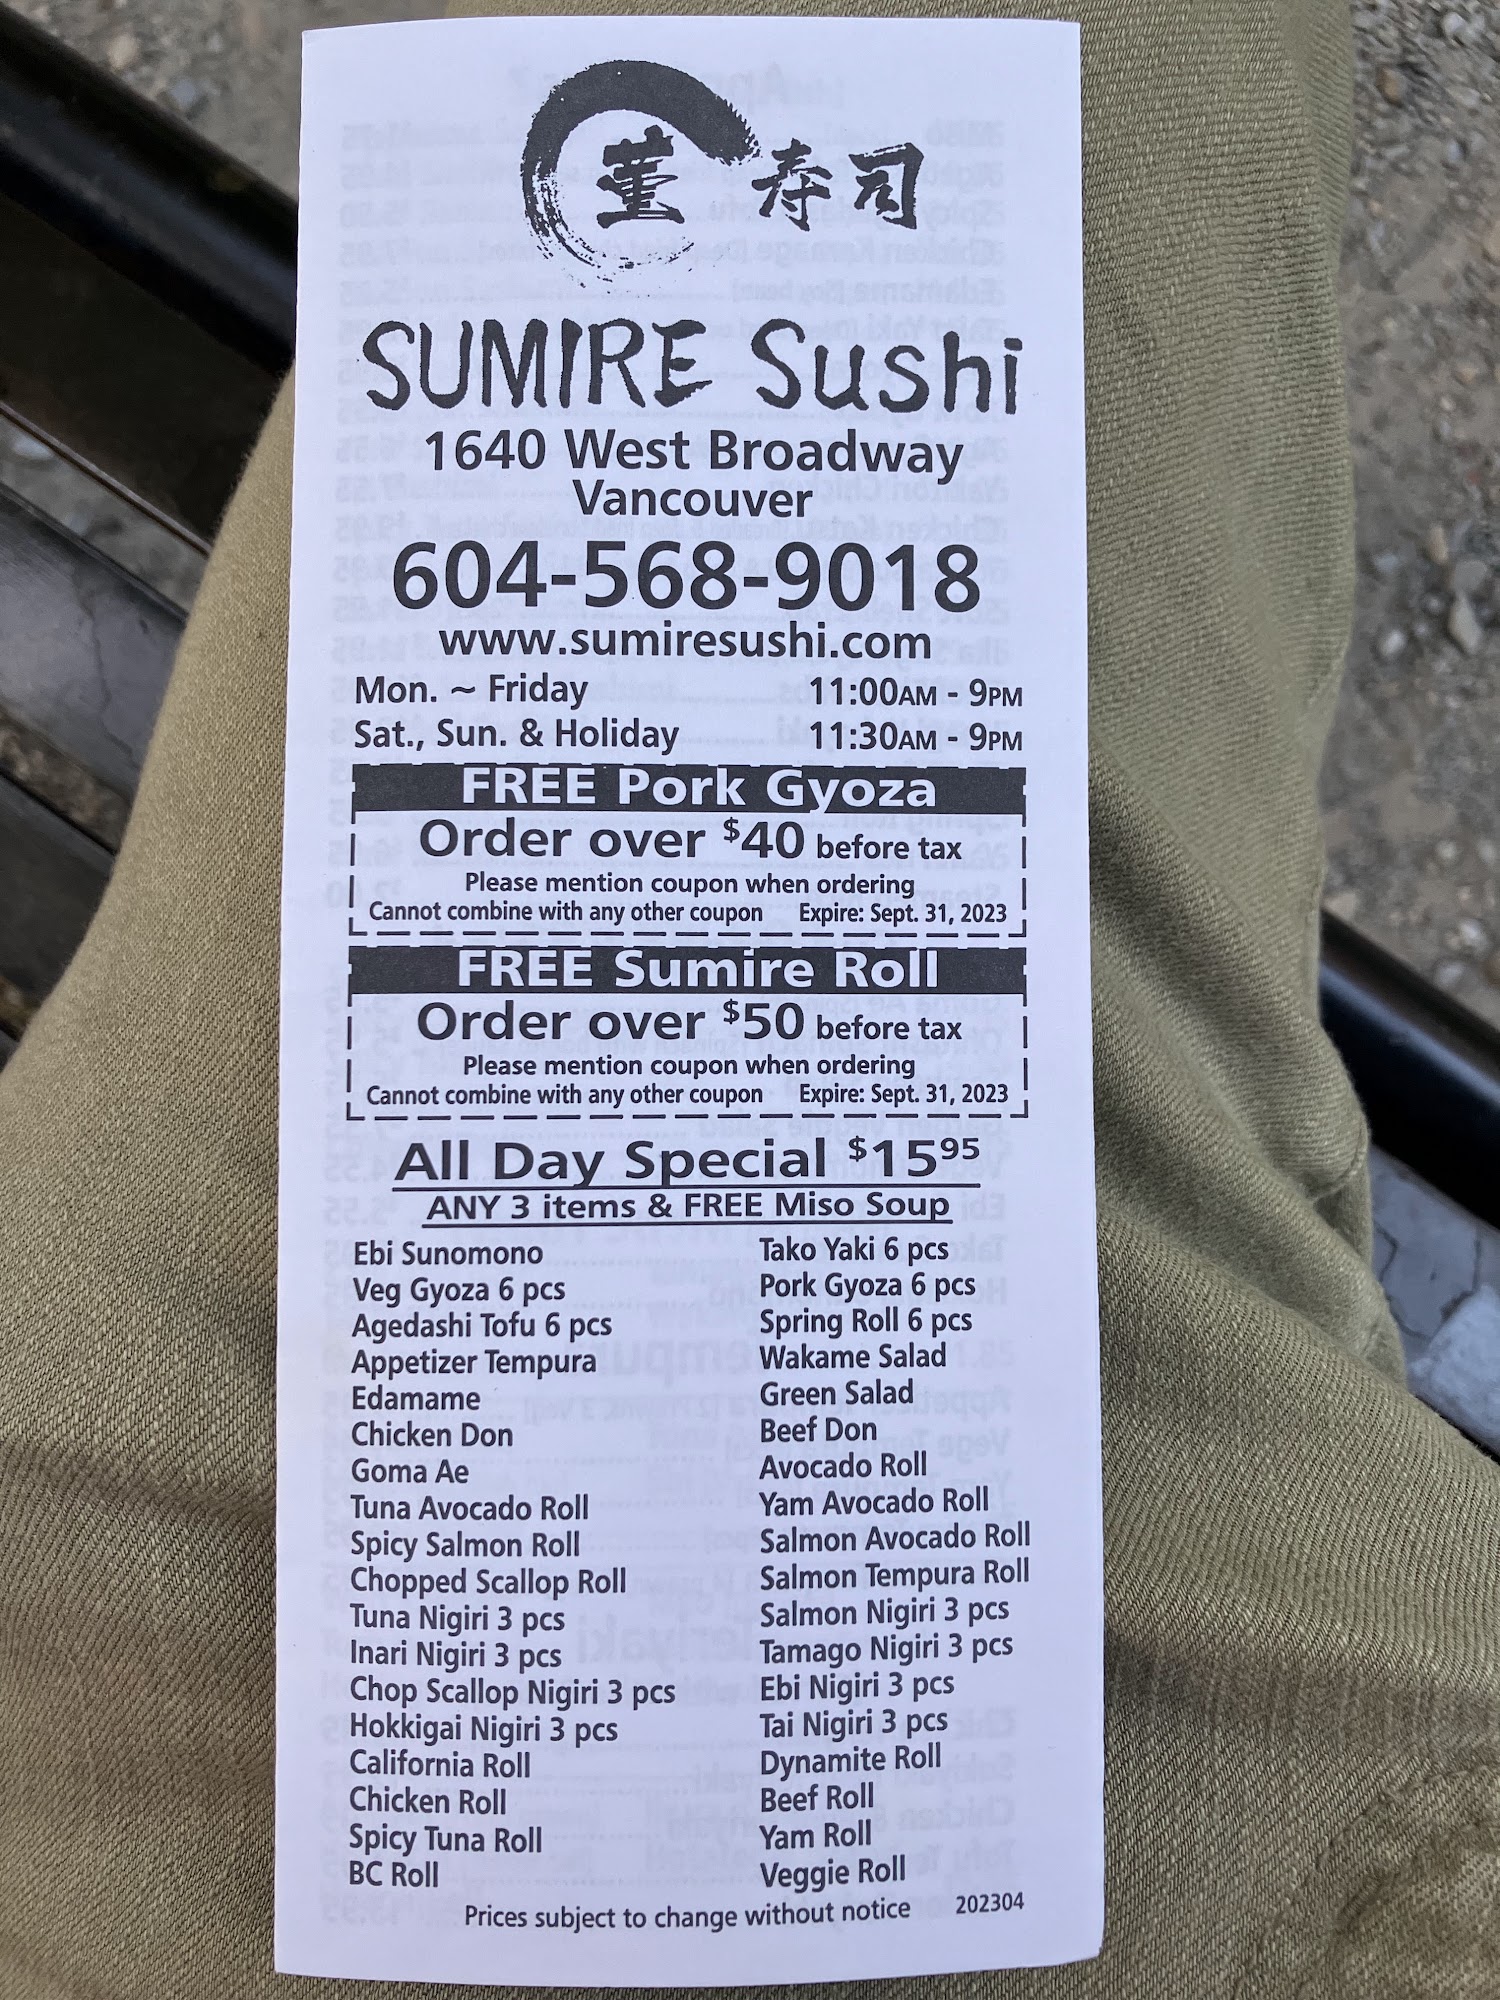 菫 寿司
SUMIRE Sushi
1640 West Broadway
Vancouver
604-568-9018
www.sumiresushi.com
Mon. ~ Friday 11:00AM - 9PM
Sat., Sun. & Holiday 11:30AM - 9PM
FREE Pork Gyoza
Order over $40 before tax
Please mention coupon when ordering
Cannot combine with any other coupon Expire: Sept. 31, 2023
FREE Sumire Roll
Order over $50 before tax
Please mention coupon when ordering
Cannot combine with any other coupon Expire: Sept. 31, 2023
All Day Special $15 95
ANY 3 items & FREE Miso Soup
Ebi Sunomono
Veg Gyoza 6 pcs
Agedashi Tofu 6 pcs
Appetizer Tempura
Edamame
Chicken Don
Goma Ae
Tuna Avocado Roll
Spicy Salmon Roll
Chopped Scallop Roll
Tuna Nigiri 3 pcs
Inari Nigiri 3 pcs
Chop Scallop Nigiri 3 pcs
Hokkigai Nigiri 3 pcs
California Roll
Chicken Roll
Spicy Tuna Roll
BC Roll
Tako Yaki 6 pcs
Pork Gyoza 6 pcs
Spring Roll 6 pcs
Wakame Salad
Green Salad
Beef Don
Avocado Roll
Yam Avocado Roll
Salmon Avocado Roll
Salmon Tempura Roll
Salmon Nigiri 3 pcs
Tamago Nigiri 3 pcs
Ebi Nigiri 3 pcs
Tai Nigiri 3 pcs
Dynamite Roll
Beef Roll
Yam Roll
Veggie Roll
Prices subject to change without notice 202304